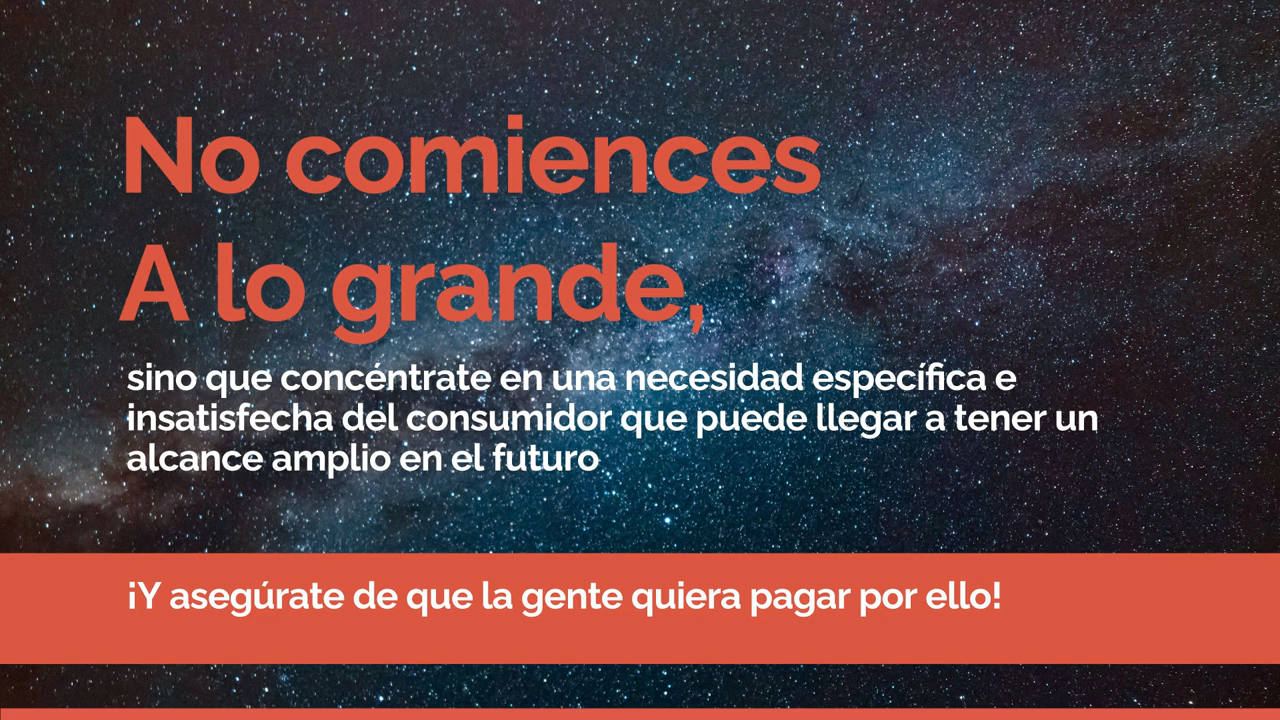 No comiences
A lo grande,
sino que concéntrate en una necesidad específica e
insatisfecha del consumidor que puede llegar a tener un
alcance amplio en el futuro
¡Y asegúrate de que la gente quiera pagar por ello!